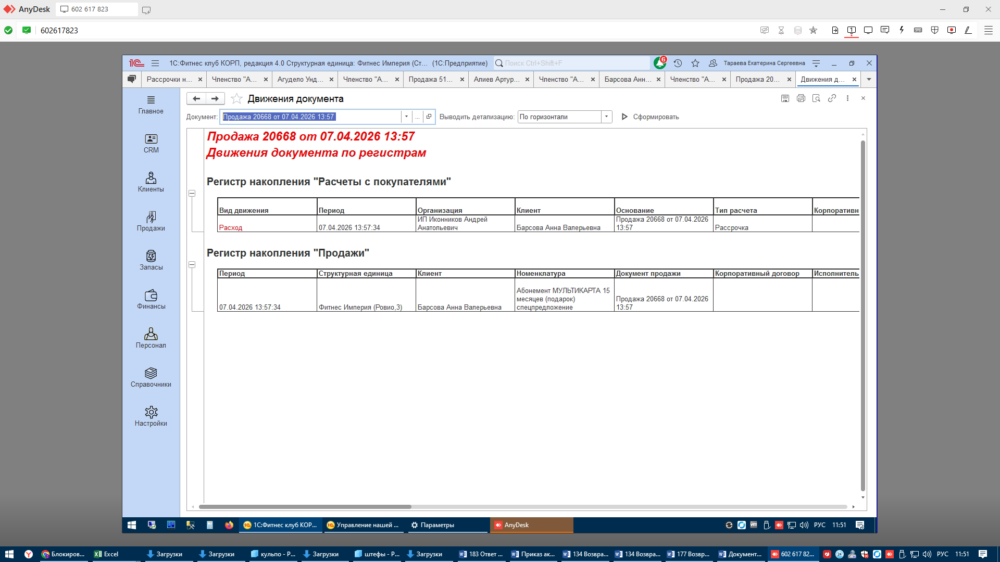 AnyDesk
602 617 823
602617823
1С:Фитнес клуб КОРП, редакция 4.0 Структурная единица: Фитнес Империя (Ст... (1С:Предприятие)
Поиск Ctrl+Shift+F
6
Тараева Екатерина Сергеевна
Рассрочки н...
Членство "А...
Агудело Унд...
Членство "А...
Продажа 51...
Алиев Артур...
Членство "А...
Барсова Анн...
Членство "А...
Продажа 20...
Движения д...
Главное
CRM
Клиенты
Продажи
Запасы
Финансы
Персонал
Справочники
Настройки
Движения документа
Документ: Продажа 20668 от 07.04.2026 13:57 ... Выводить детализацию: По горизонтали Сформировать
Продажа 20668 от 07.04.2026 13:57
Движения документа по регистрам
Регистр накопления "Расчеты с покупателями"
Вид движения Период Организация Клиент Основание Тип расчета Корпоративн
Расход 07.04.2026 13:57:34 ИП Иконников Андрей Анатольевич Барсова Анна Валерьевна Продажа 20668 от 07.04.2026 13:57 Рассрочка
Регистр накопления "Продажи"
Период Структурная единица Клиент Номенклатура Документ продажи Корпоративный договор Исполнитель
07.04.2026 13:57:34 Фитнес Империя (Ровио,3) Барсова Анна Валерьевна Абонемент МУЛЬТИКАРТА 15 месяцев (подарок) спецпредложение Продажа 20668 от 07.04.2026 13:57
1С:Фитнес клуб КОР...
Управление нашей ...
Параметры
AnyDesk
РУС
11:51
Блокиров...
Excel
Загрузки
Загрузки
кульпо - P...
Загрузки
штефы - P...
Загрузки
183 Ответ ...
Приказ ак...
134 Возвра...
134 Возвра...
177 Возвр...
Документ...
602 617 82...
РУС
11:51